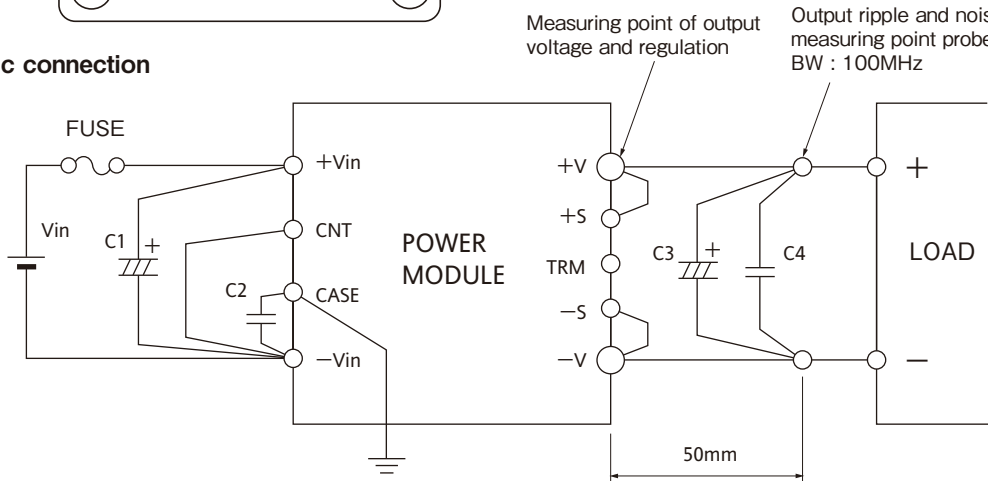 Measuring point of output
voltage and regulation
Output ripple and nois
measuring point probe
BW : 100MHz
c connection
FUSE
Vin
C1
+
C2
+Vin
CNT
CASE
−Vin
POWER
MODULE
+V
+S
TRM
−S
−V
C3
+
C4
+
LOAD
−
50mm